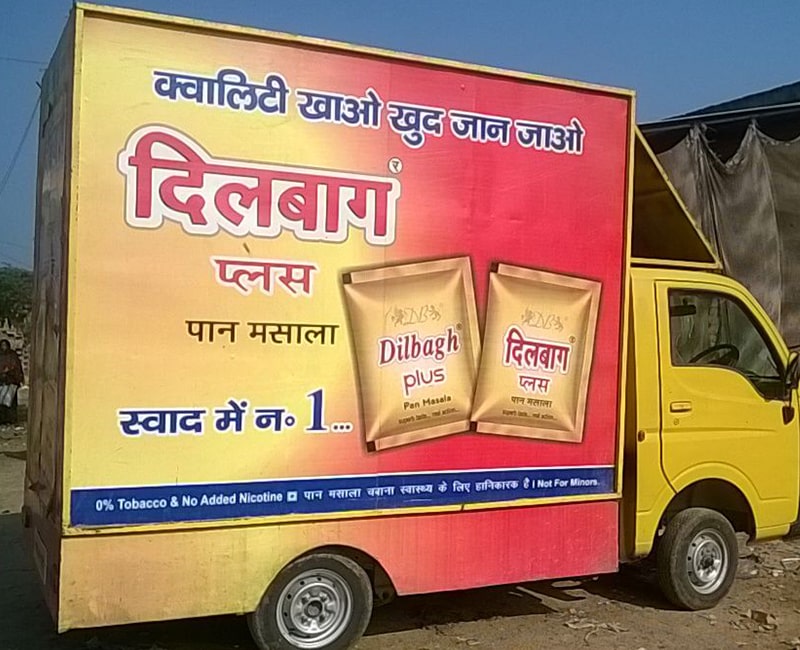 क्वालिटी खाओ खुद जान जाओ
दिलबाग र
प्लस
पान मसाला
Dilbagh
plus
Pan Masala
दिलबाग
प्लस
पान मसाला
स्वाद में न॰ 1...
0% Tobacco & No Added Nicotine पान मसाला चबाना स्वास्थ्य के लिए हानिकारक है। Not For Minors.